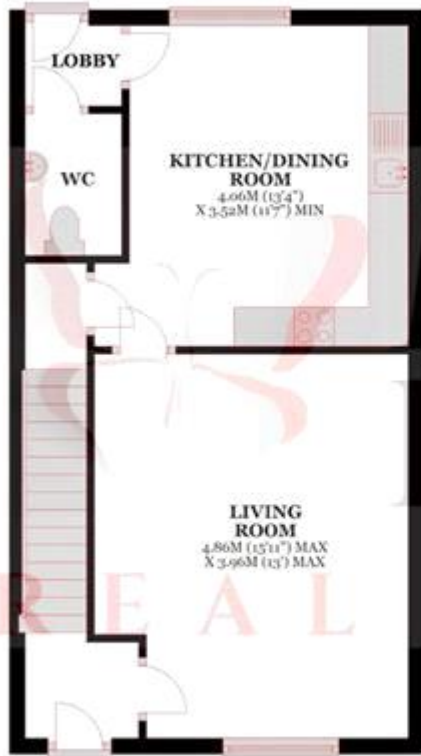 LOBBY
WC
KITCHEN/DINING
ROOM
4.06M (13'4")
X 3.52M (11'7") MIN
LIVING
ROOM
4.86M (15'11") MAX
X 3.96M (13') MAX
REAL